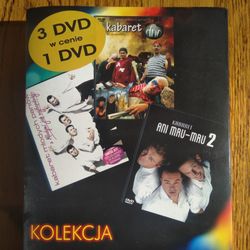 3 DVD
w cenie
1 DVD
kabaret
KABARET
ANI MRU-MRU 2
DVD
KOLEKCJA